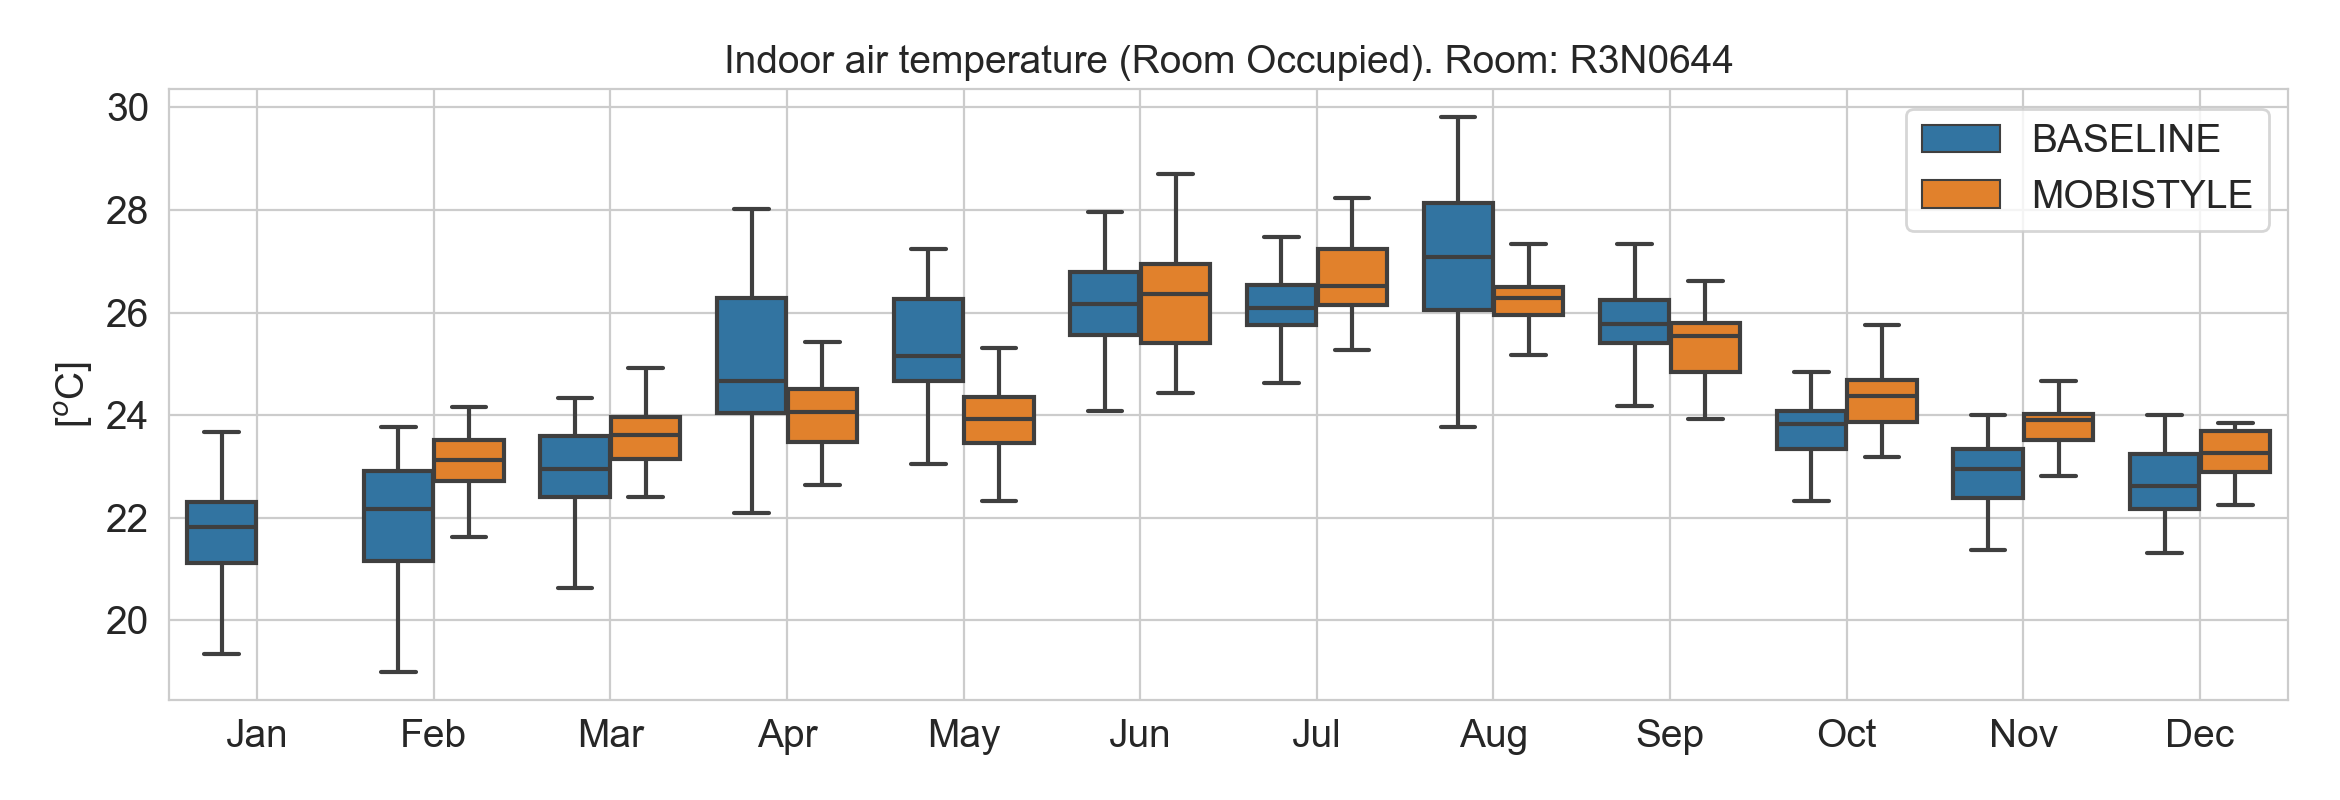 Indoor air temperature (Room Occupied). Room: R3N0644
30
28
26
24
22
20
[°C]
BASELINE
MOBISTYLE
Jan Feb Mar Apr May Jun Jul Aug Sep Oct Nov Dec